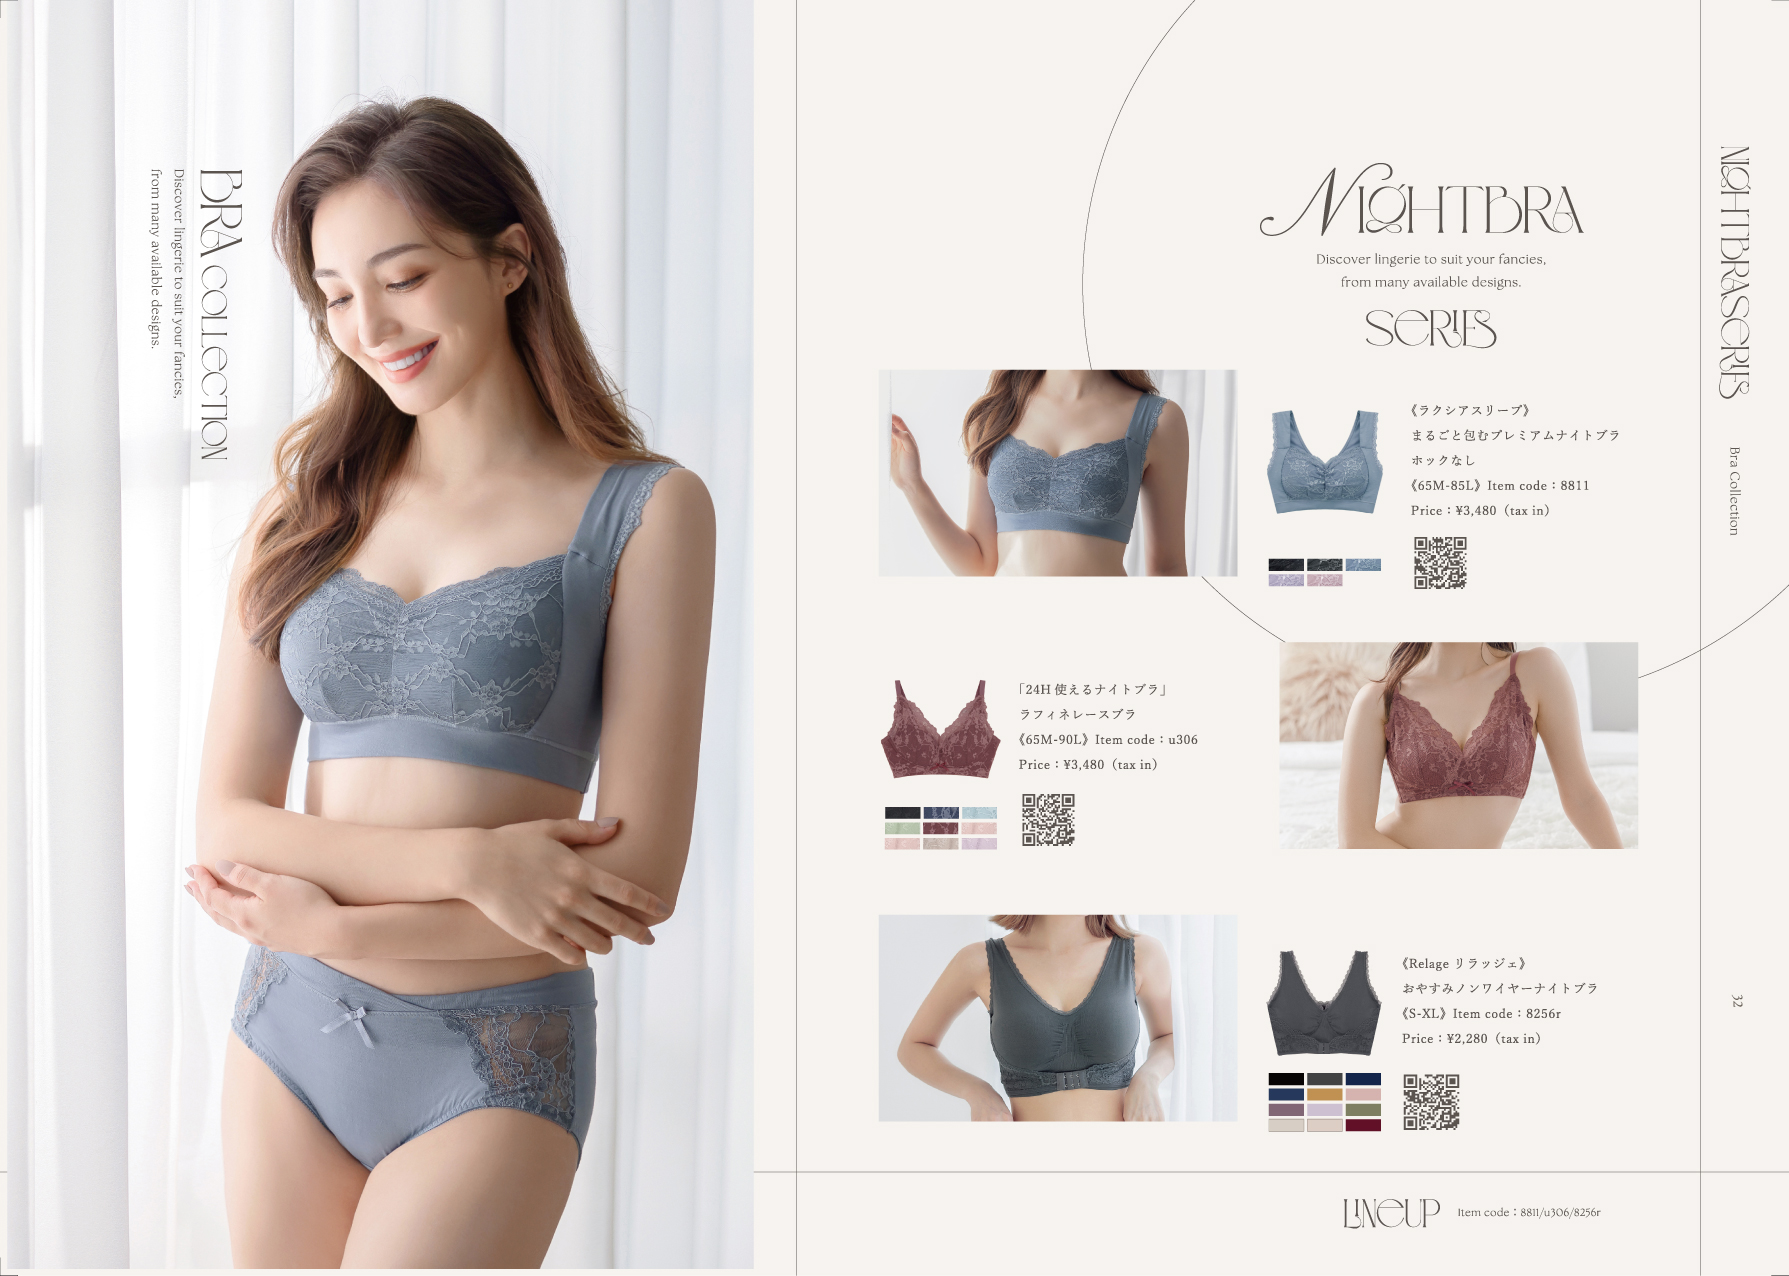 BRA COLLECTION
Discover lingerie to suit your fancies,
from many available designs.
NIGHTBRA
Discover lingerie to suit your fancies,
from many available designs.
SERIES
《ラクシアスリープ》
まるごと包むプレミアムナイトブラ
ホックなし
《65M-85L》Item code：8811
Price：¥3,480（tax in）
「24H 使えるナイトブラ」
ラフィネレースブラ
《65M-90L》Item code：u306
Price：¥3,480（tax in）
《Relage リラッジェ》
おやすみノンワイヤーナイトブラ
《S-XL》Item code：8256r
Price：¥2,280（tax in）
LINEUP Item code：8811/u306/8256r
NIGHTBRASERIES
Bra Collection
32